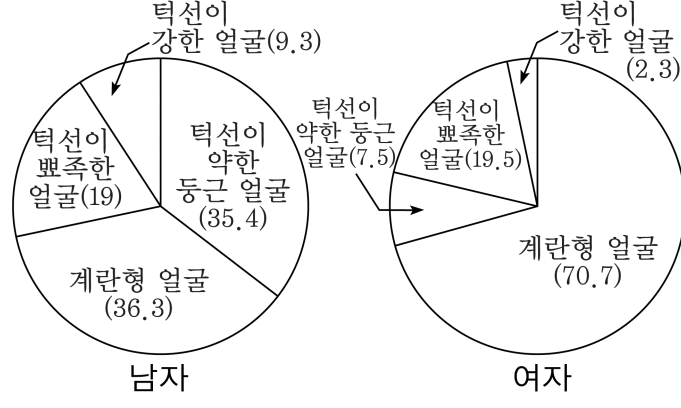 턱선이
강한 얼굴(9.3)
턱선이
약한
둥근 얼굴
(35.4)
턱선이
뾰족한
얼굴(19)
계란형 얼굴
(36.3)
남자
턱선이
강한 얼굴
(2.3)
턱선이
약한 둥근
얼굴(7.5)
턱선이
뾰족한
얼굴(19.5)
계란형 얼굴
(70.7)
여자